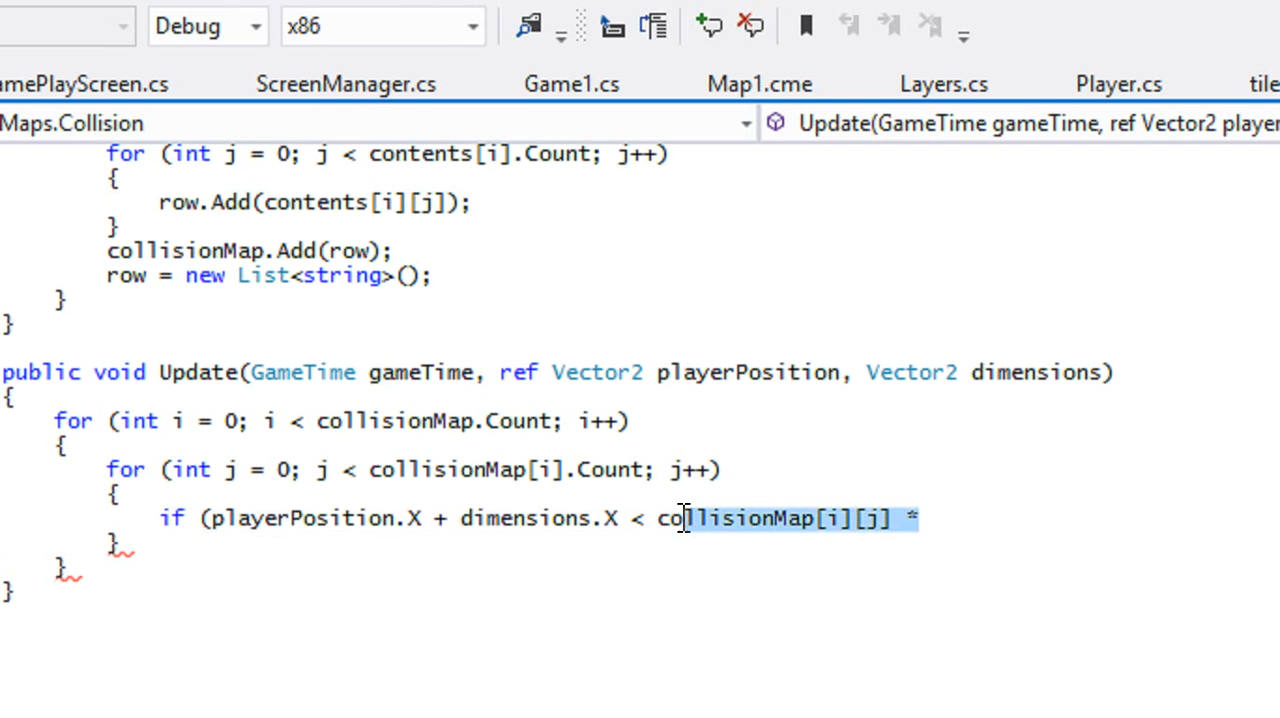 Debug x86
amePlayScreen.cs ScreenManager.cs Game1.cs Map1.cme Layers.cs Player.cs tile
Maps.Collision Update(GameTime gameTime, ref Vector2 player
for (int j = 0; j < contents[i].Count; j++)
{
row.Add(contents[i][j]);
}
collisionMap.Add(row);
row = new List<string>();
}
}
public void Update(GameTime gameTime, ref Vector2 playerPosition, Vector2 dimensions)
{
for (int i = 0; i < collisionMap.Count; i++)
{
for (int j = 0; j < collisionMap[i].Count; j++)
{
if (playerPosition.X + dimensions.X < collisionMap[i][j] *
}
}
}